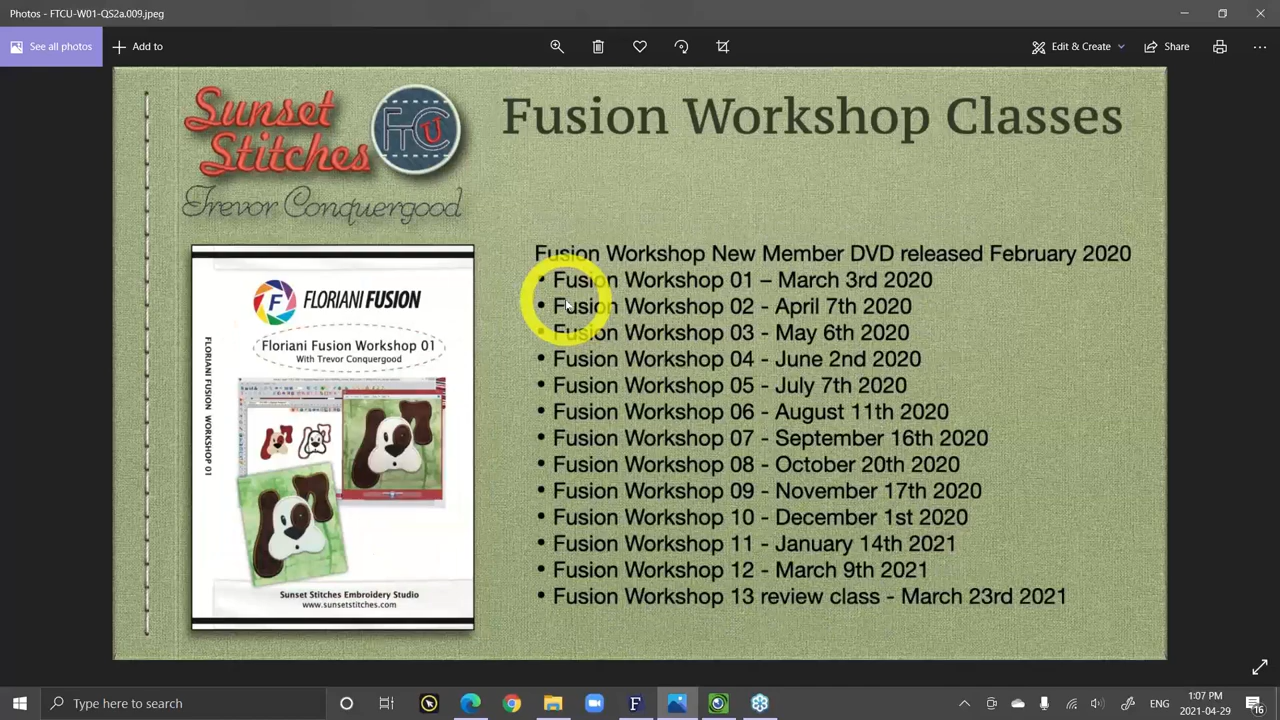 Photos - FTCU-W01-QS2a.009.jpeg
See all photos
Add to
Edit & Create
Share
Sunset
Stitches
FTCU
Trevor Conquergood
Fusion Workshop Classes
F FLORIANI FUSION
Floriani Fusion Workshop 01
With Trevor Conquergood
FLORIANI FUSION WORKSHOP 01
Sunset Stitches Embroidery Studio
www.sunsetstitches.com
Fusion Workshop New Member DVD released February 2020
• Fusion Workshop 01 – March 3rd 2020
• Fusion Workshop 02 - April 7th 2020
• Fusion Workshop 03 - May 6th 2020
• Fusion Workshop 04 - June 2nd 2020
• Fusion Workshop 05 - July 7th 2020
• Fusion Workshop 06 - August 11th 2020
• Fusion Workshop 07 - September 16th 2020
• Fusion Workshop 08 - October 20th 2020
• Fusion Workshop 09 - November 17th 2020
• Fusion Workshop 10 - December 1st 2020
• Fusion Workshop 11 - January 14th 2021
• Fusion Workshop 12 - March 9th 2021
• Fusion Workshop 13 review class - March 23rd 2021
Type here to search
F
ENG
1:07 PM
2021-04-29
16